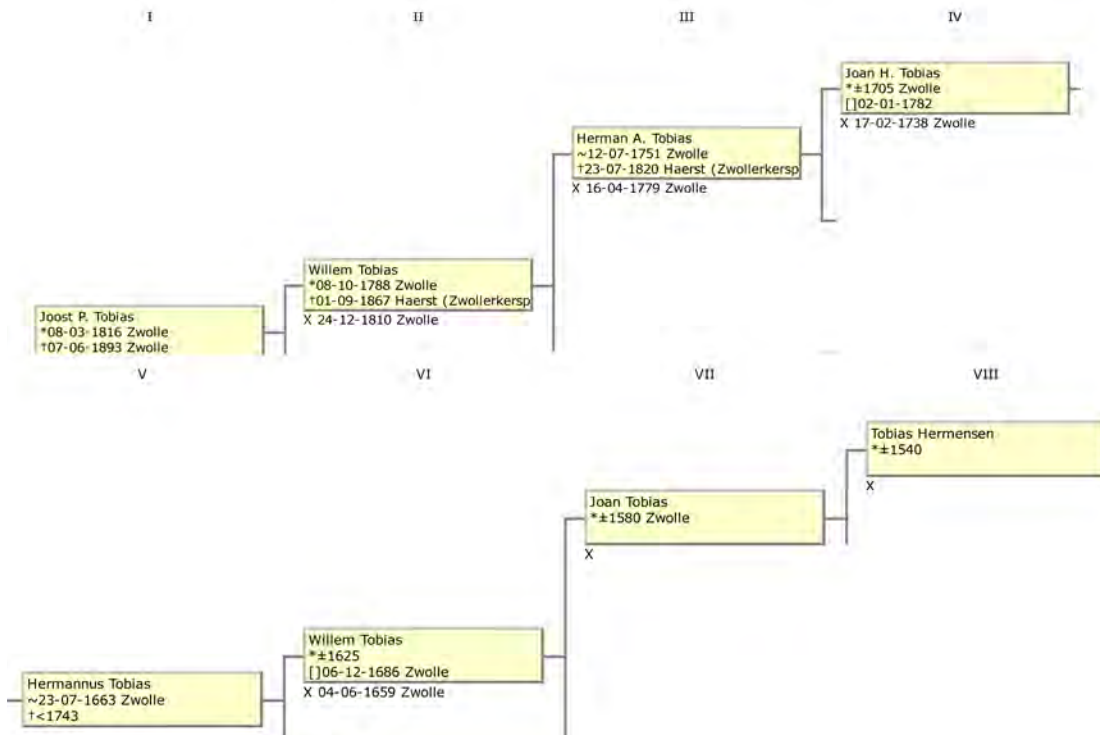 I
II
III
IV
Joan H. Tobias
*±1705 Zwolle
[]02-01-1782
X 17-02-1738 Zwolle
Herman A. Tobias
~12-07-1751 Zwolle
†23-07-1820 Haerst (Zwollerkersp
X 16-04-1779 Zwolle
Willem Tobias
*08-10-1788 Zwolle
†01-09-1867 Haerst (Zwollerkersp
X 24-12-1810 Zwolle
Joost P. Tobias
*08-03-1816 Zwolle
†07-06-1893 Zwolle
V
VI
VII
VIII
Tobias Hermensen
*±1540
X
Joan Tobias
*±1580 Zwolle
X
Willem Tobias
*±1625
[]06-12-1686 Zwolle
X 04-06-1659 Zwolle
Hermannus Tobias
~23-07-1663 Zwolle
†<1743